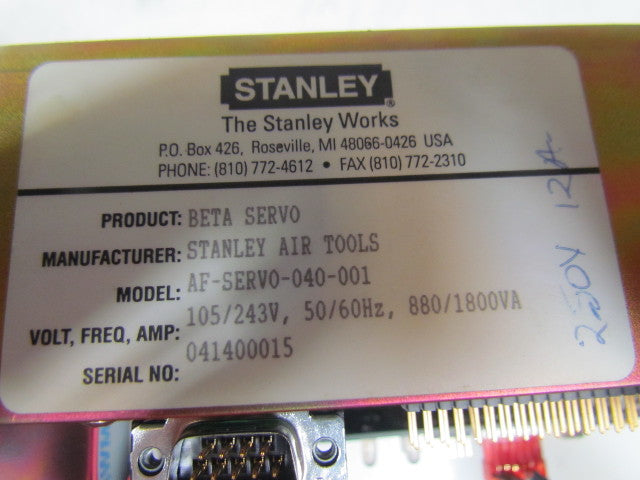 STANLEY®
The Stanley Works
P.O. Box 426, Roseville, MI 48066-0426 USA
PHONE: (810) 772-4612 • FAX (810) 772-2310
PRODUCT: BETA SERVO
MANUFACTURER: STANLEY AIR TOOLS
MODEL: AF-SERVO-040-001
VOLT, FREQ, AMP: 105/243V, 50/60Hz, 880/1800VA
SERIAL NO: 041400015
250V 12A